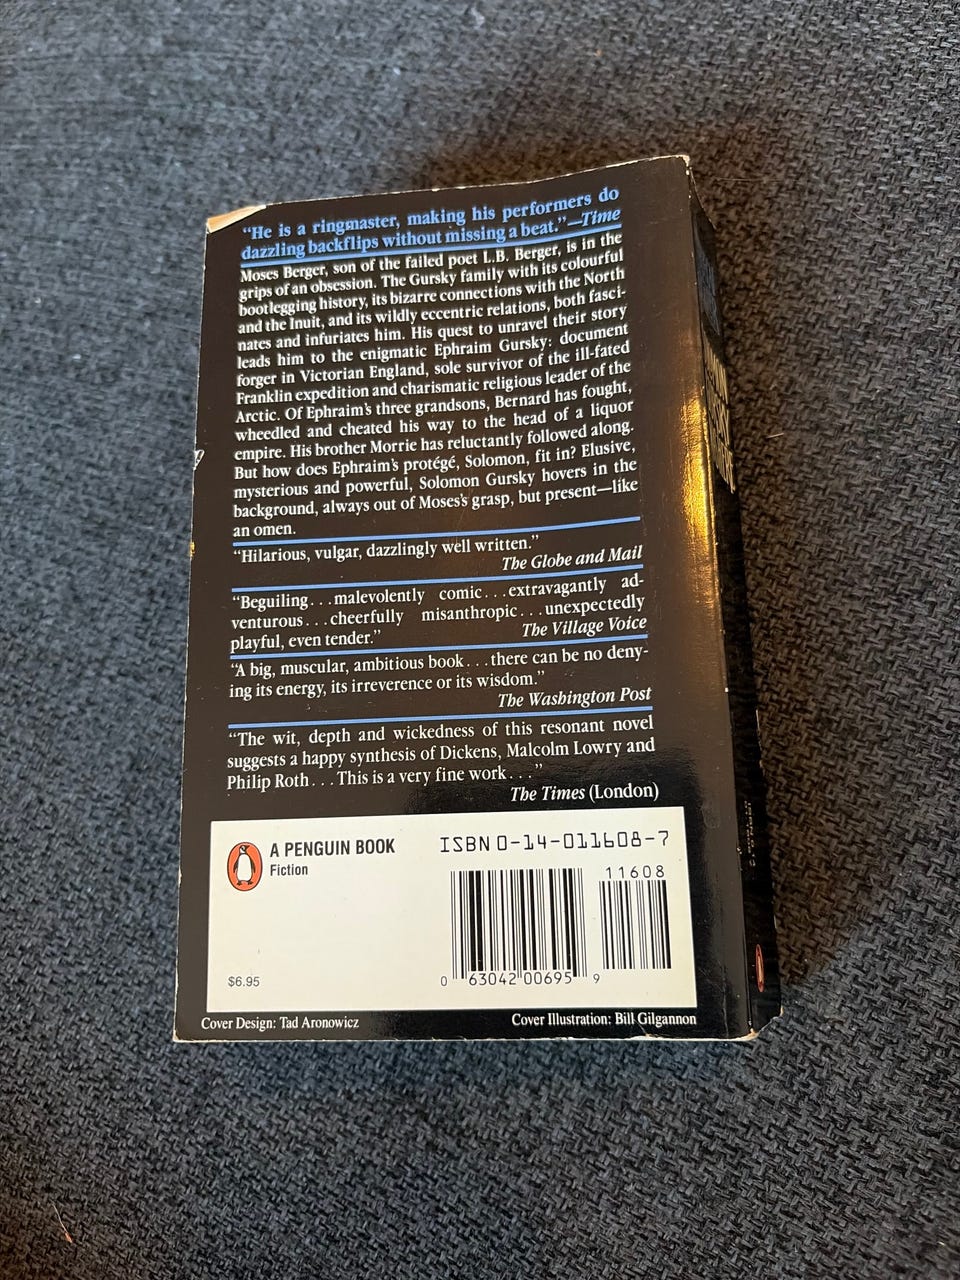 “He is a ringmaster, making his performers do
dazzling backflips without missing a beat.”—Time
Moses Berger, son of the failed poet L.B. Berger, is in the
grips of an obsession. The Gursky family with its colourful
bootlegging history, its bizarre connections with the North
and the Inuit, and its wildly eccentric relations, both fasci-
nates and infuriates him. His quest to unravel their story
leads him to the enigmatic Ephraim Gursky: document
forger in Victorian England, sole survivor of the ill-fated
Franklin expedition and charismatic religious leader of the
Arctic. Of Ephraim’s three grandsons, Bernard has fought,
wheedled and cheated his way to the head of a liquor
empire. His brother Morrie has reluctantly followed along.
But how does Ephraim’s protégé, Solomon, fit in? Elusive,
mysterious and powerful, Solomon Gursky hovers in the
background, always out of Moses’s grasp, but present—like
an omen.
“Hilarious, vulgar, dazzlingly well written.”
The Globe and Mail
“Beguiling...malevolently comic...extravagantly ad-
venturous...cheerfully misanthropic...unexpectedly
playful, even tender.” The Village Voice
“A big, muscular, ambitious book...there can be no deny-
ing its energy, its irreverence or its wisdom.”
The Washington Post
“The wit, depth and wickedness of this resonant novel
suggests a happy synthesis of Dickens, Malcolm Lowry and
Philip Roth...This is a very fine work...”
The Times (London)
A PENGUIN BOOK
Fiction
ISBN 0-14-011608-7
11608
0 63042 00695 9
$6.95
Cover Design: Tad Aronowicz
Cover Illustration: Bill Gilgannon